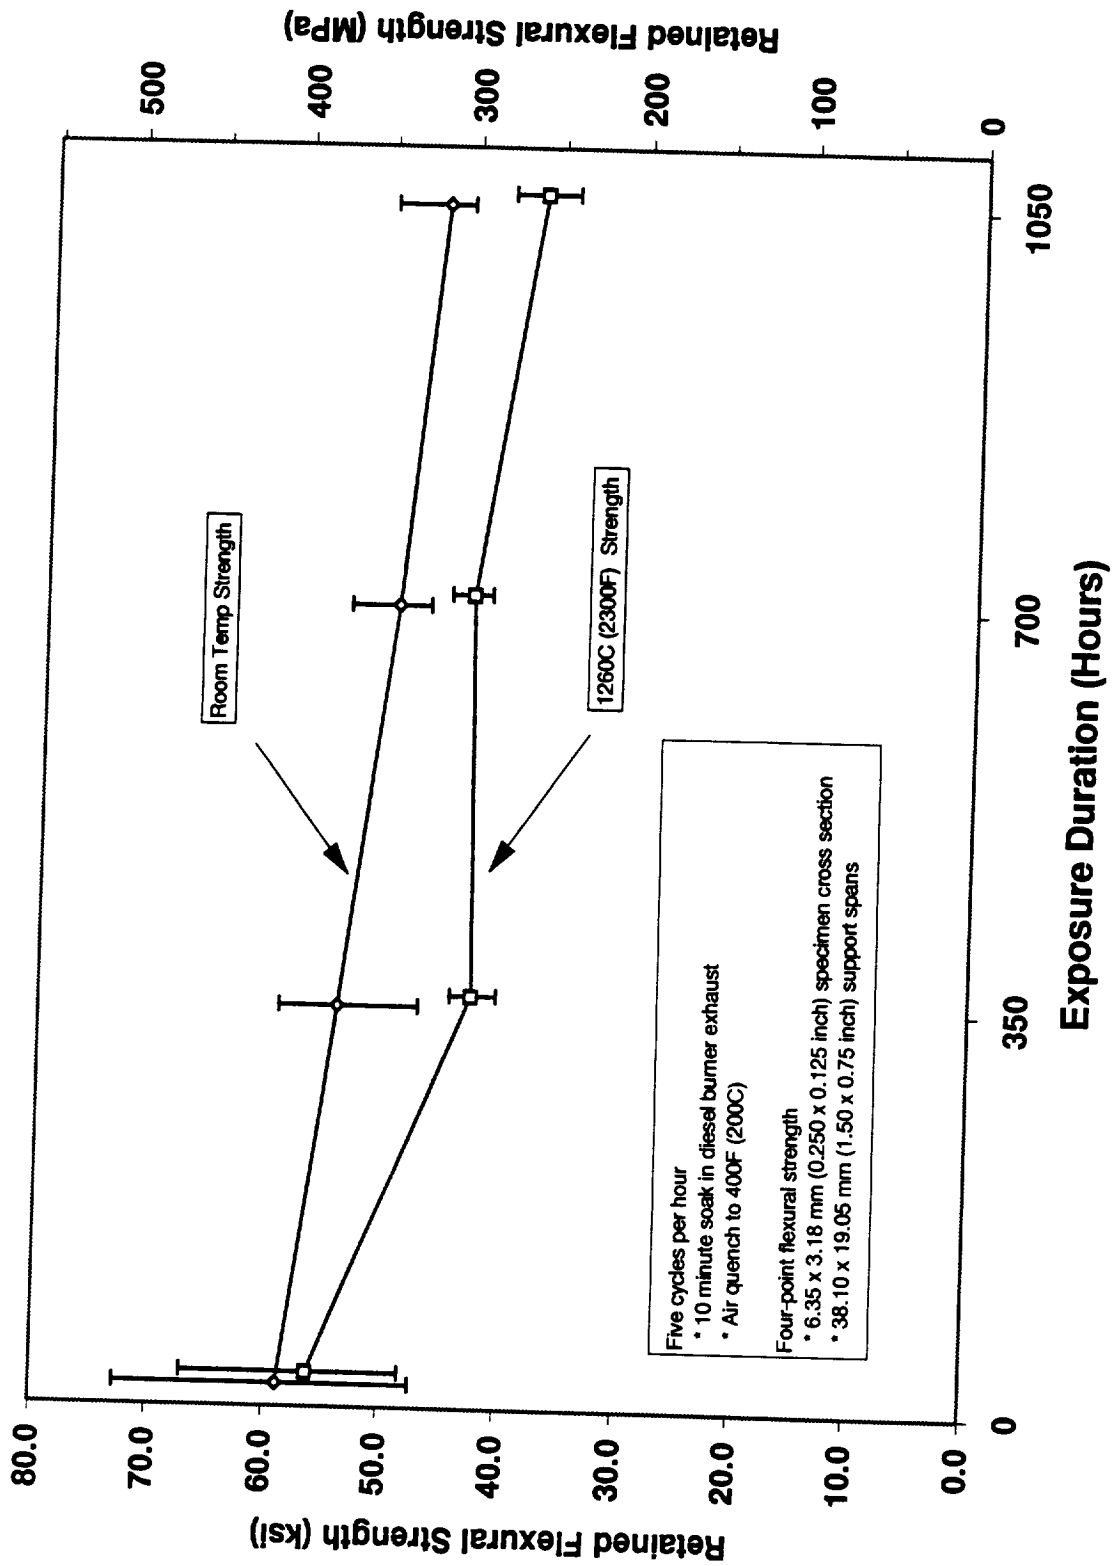 Retained Flexural Strength (MPa)
500
400
300
200
100
0
Room Temp Strength
1260C (2300F) Strength
Five cycles per hour
* 10 minute soak in diesel burner exhaust
* Air quench to 400F (200C)
Four-point flexural strength
* 6.35 x 3.18 mm (0.250 x 0.125 inch) specimen cross section
* 38.10 x 19.05 mm (1.50 x 0.75 inch) support spans
80.0
70.0
60.0
50.0
40.0
30.0
20.0
10.0
0.0
Retained Flexural Strength (ksi)
0
350
700
1050
Exposure Duration (Hours)